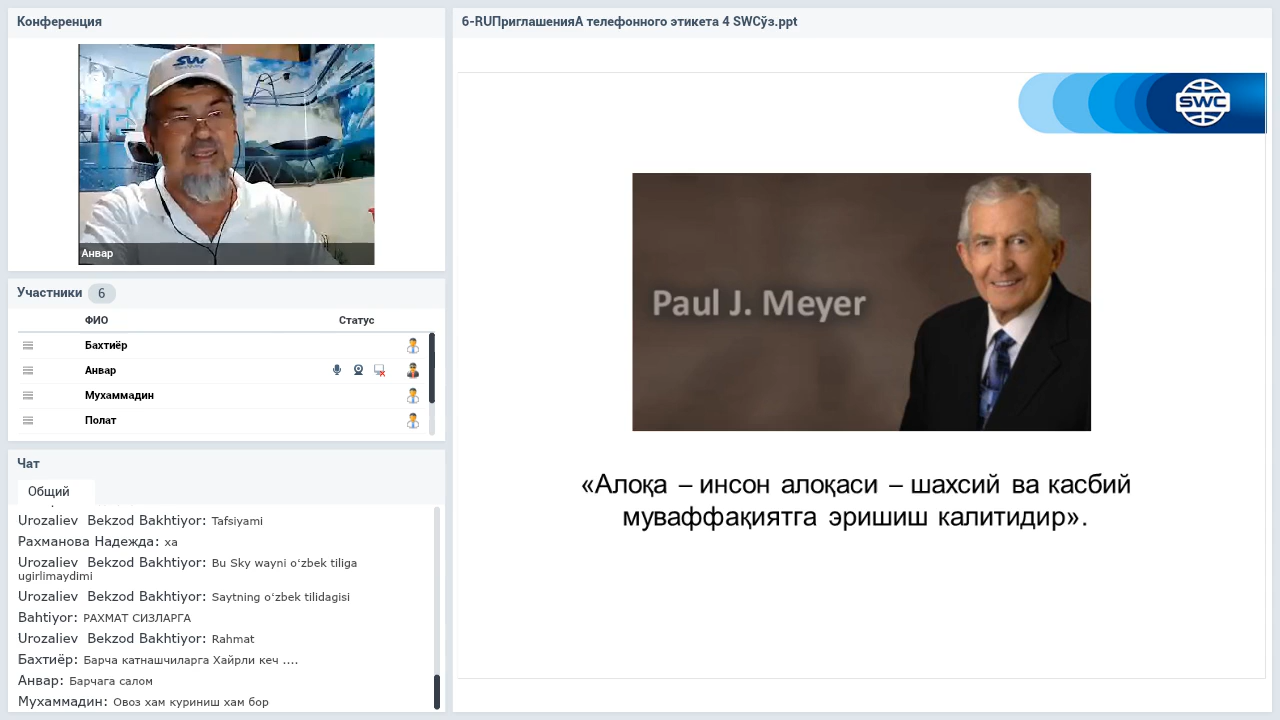 Конференция
SW
Анвар
Участники 6
ФИО Статус
Бахтиёр
Анвар
Мухаммадин
Полат
Чат
Общий
Urozaliev Bekzod Bakhtiyor: Tafsiyami
Рахманова Надежда: ха
Urozaliev Bekzod Bakhtiyor: Bu Sky wayni oʻzbek tiliga
ugirlimaydimi
Urozaliev Bekzod Bakhtiyor: Saytning oʻzbek tilidagisi
Bahtiyor: РАХМАТ СИЗЛАРГА
Urozaliev Bekzod Bakhtiyor: Rahmat
Бахтиёр: Барча катнашчиларга Хайрли кеч ....
Анвар: Барчага салом
Мухаммадин: Овоз хам куриниш хам бор
6-RUПриглашенияА телефонного этикета 4 SWCўз.ppt
SWC
Paul J. Meyer
«Алоқа – инсон алоқаси – шахсий ва касбий
муваффақиятга эришиш калитидир».